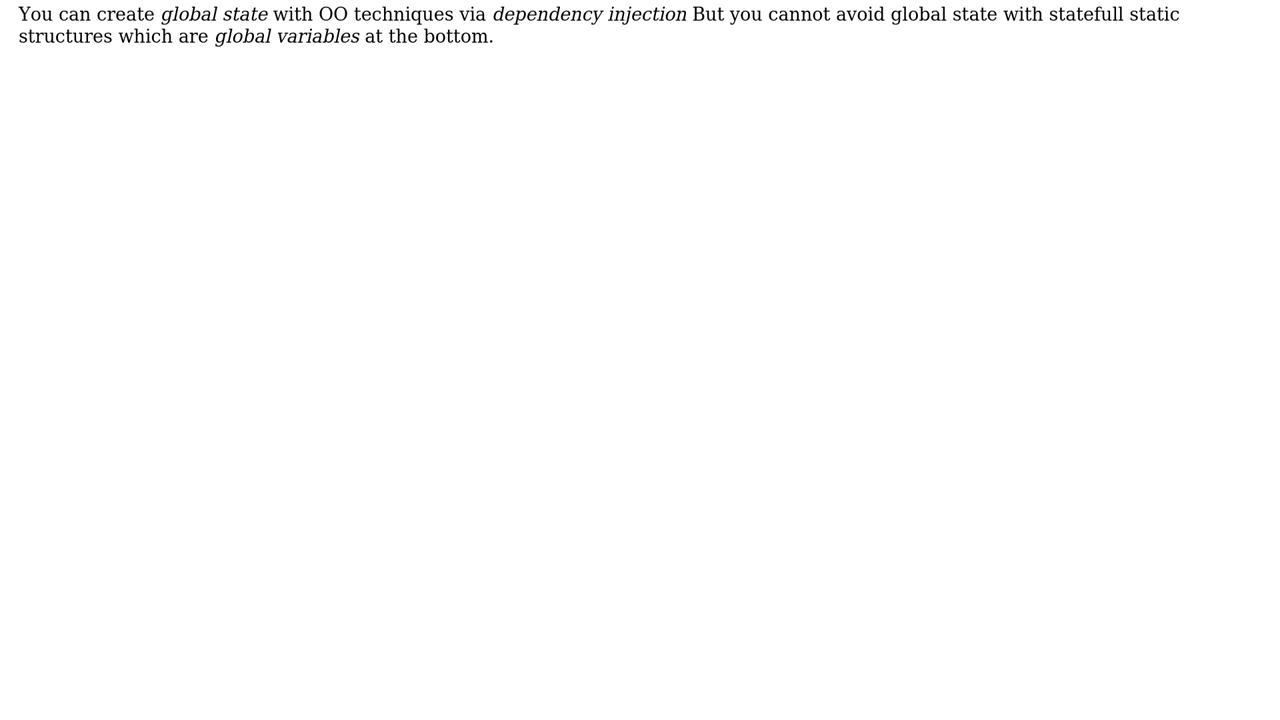 You can create global state with OO techniques via dependency injection But you cannot avoid global state with statefull static
structures which are global variables at the bottom.